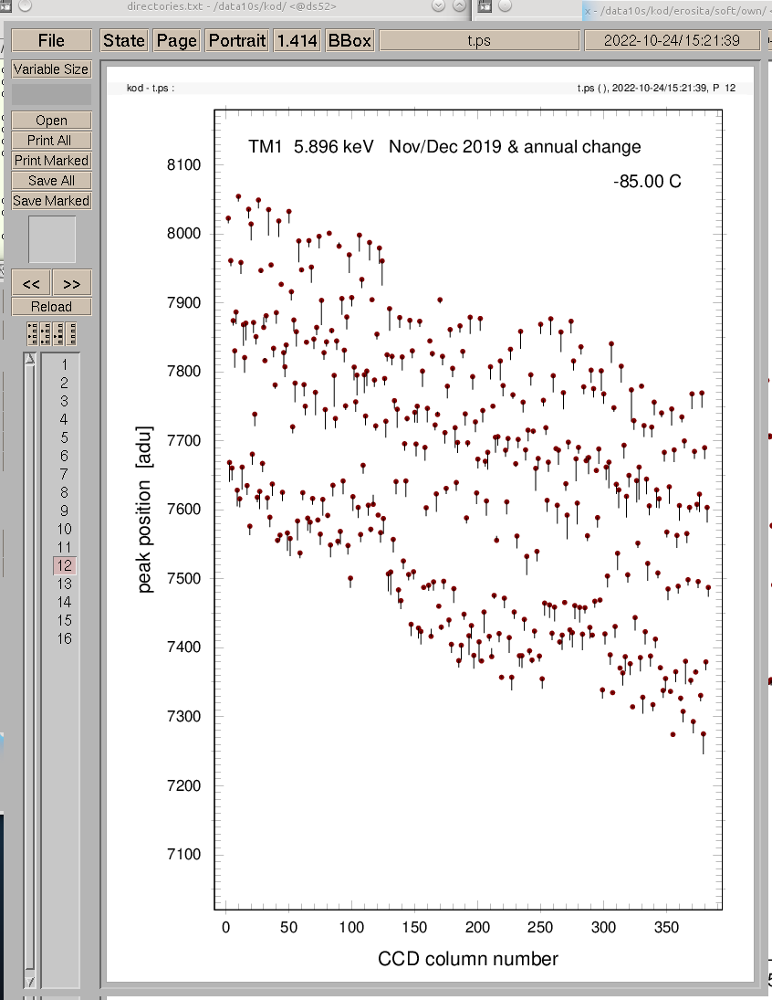 directories.txt - /data10s/kod/ <@ds52>
x - /data10s/kod/erosita/soft/own/
File
State
Page
Portrait
1.414
BBox
t.ps
2022-10-24/15:21:39
Variable Size
Open
Print All
Print Marked
Save All
Save Marked
<<
>>
Reload
1
2
3
4
5
6
7
8
9
10
11
12
13
14
15
16
kod - t.ps :
t.ps ( ), 2022-10-24/15:21:39, P 12
TM1 5.896 keV Nov/Dec 2019 & annual change
-85.00 C
8100
8000
7900
7800
7700
7600
7500
7400
7300
7200
7100
peak position [adu]
0 50 100 150 200 250 300 350
CCD column number